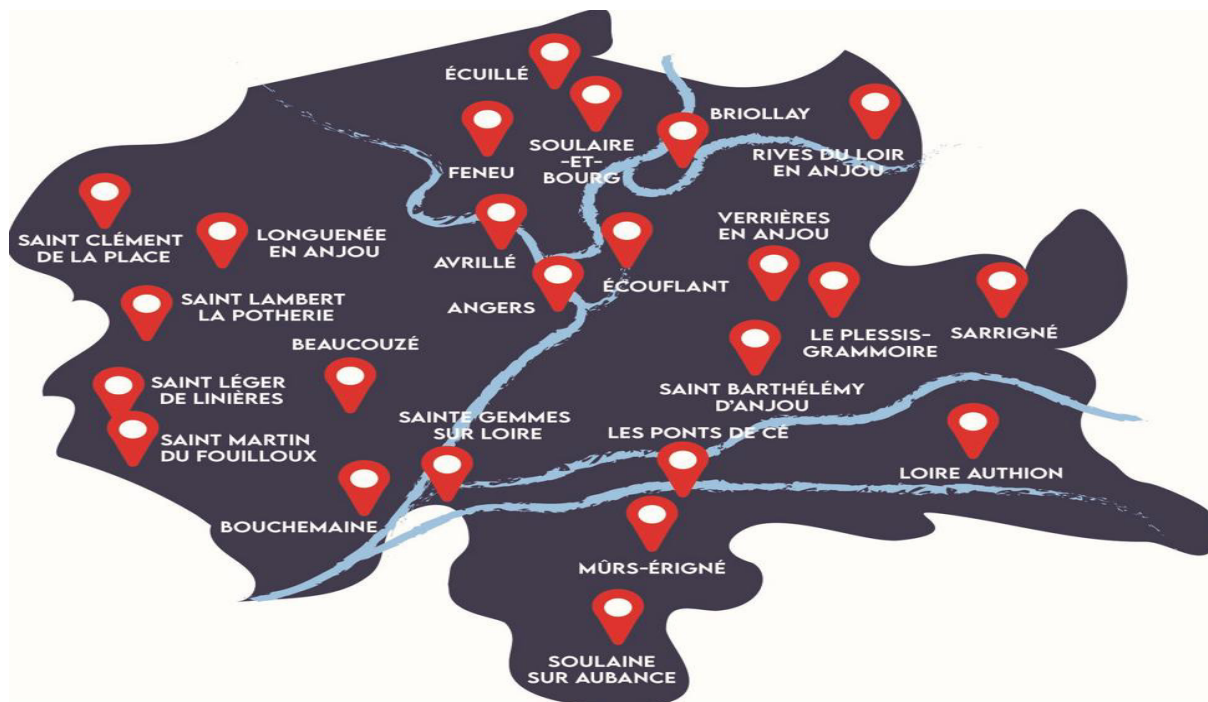 ÉCUILLÉ
BRIOLLAY
SOULAIRE
-ET-
BOURG
FENEU
RIVES DU LOIR
EN ANJOU
SAINT CLÉMENT
DE LA PLACE
LONGUENÉE
EN ANJOU
AVRILLÉ
VERRIÈRES
EN ANJOU
ÉCOUFLANT
ANGERS
SAINT LAMBERT
LA POTHERIE
BEAUCOUZÉ
LE PLESSIS-
GRAMMOIRE
SARRIGNÉ
SAINT LÉGER
DE LINIÈRES
SAINT BARTHÉLÉMY
D'ANJOU
SAINTE GEMMES
SUR LOIRE
LES PONTS DE CÉ
SAINT MARTIN
DU FOUILLOUX
LOIRE AUTHION
BOUCHEMAINE
MÛRS-ÉRIGNÉ
SOULAINE
SUR AUBANCE